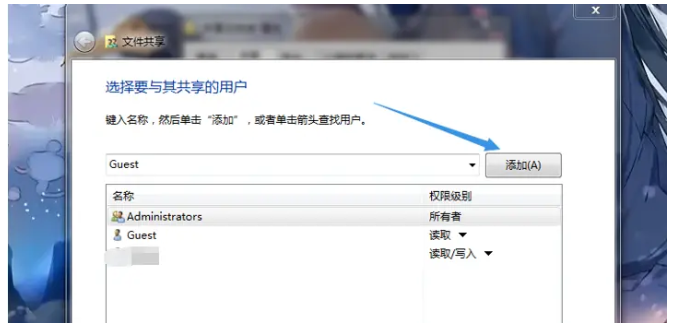 文件共享
选择要与其共享的用户
键入名称，然后单击“添加”，或者单击箭头查找用户。
Guest 添加(A)
名称 权限级别
Administrators 所有者
Guest 读取
读取/写入